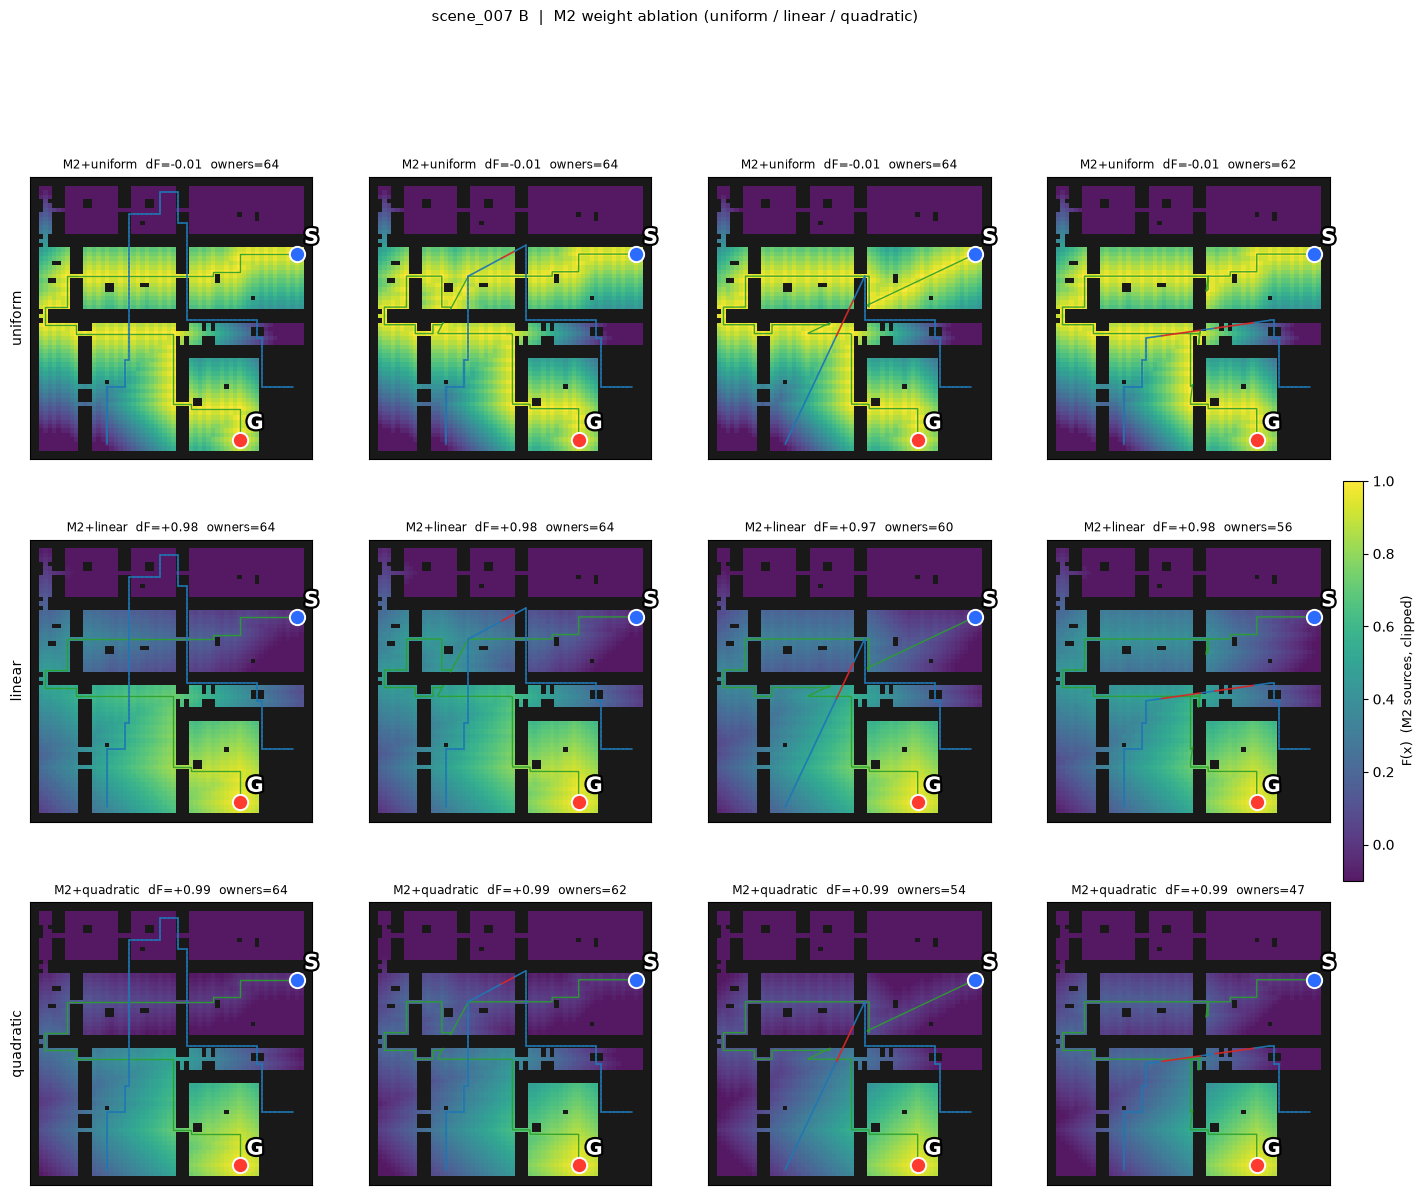 scene_007 B  |  M2 weight ablation (uniform / linear / quadratic)
M2+uniform  dF=-0.01  owners=64
M2+uniform  dF=-0.01  owners=64
M2+uniform  dF=-0.01  owners=64
M2+uniform  dF=-0.01  owners=62
uniform
S
G
S
G
S
G
S
G
M2+linear  dF=+0.98  owners=64
M2+linear  dF=+0.98  owners=64
M2+linear  dF=+0.97  owners=60
M2+linear  dF=+0.98  owners=56
linear
S
G
S
G
S
G
S
G
M2+quadratic  dF=+0.99  owners=64
M2+quadratic  dF=+0.99  owners=62
M2+quadratic  dF=+0.99  owners=54
M2+quadratic  dF=+0.99  owners=47
quadratic
S
G
S
G
S
G
S
G
1.0
0.8
0.6
0.4
0.2
0.0
F(x)  (M2 sources, clipped)